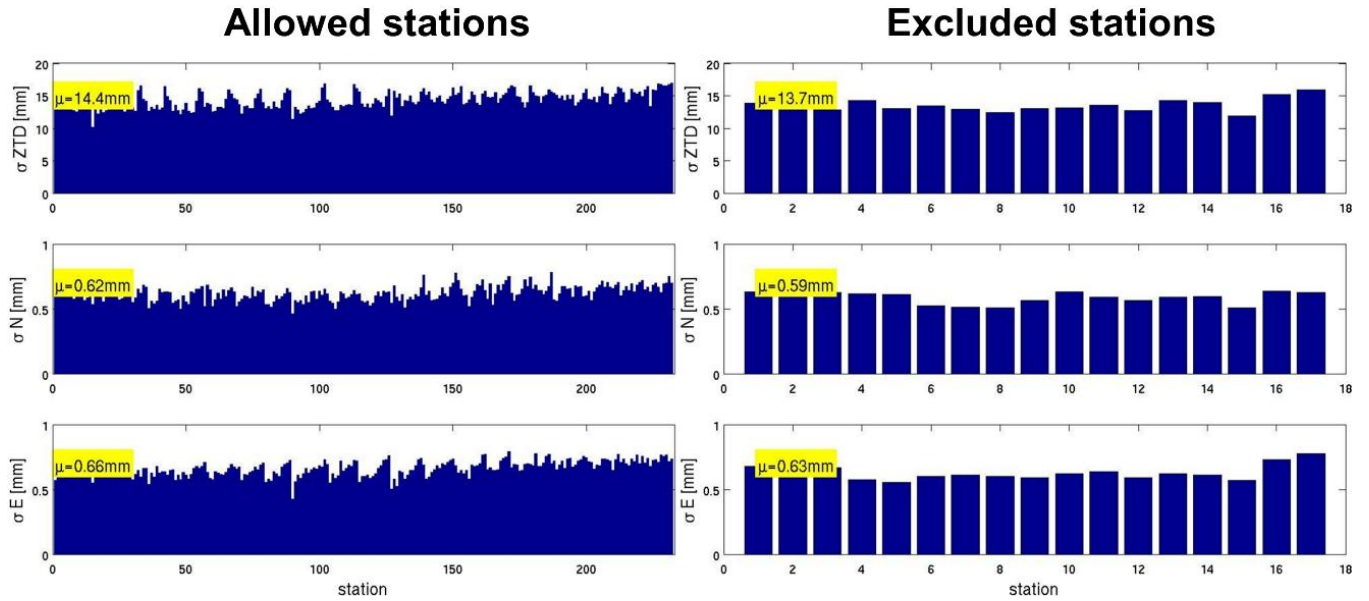 Allowed stations
Excluded stations
σ ZTD [mm]
20
15
10
5
0
μ=14.4mm
0 50 100 150 200
σ ZTD [mm]
20
15
10
5
0
μ=13.7mm
0 2 4 6 8 10 12 14 16 18
σ N [mm]
1
0.5
0
μ=0.62mm
0 50 100 150 200
σ N [mm]
1
0.5
0
μ=0.59mm
0 2 4 6 8 10 12 14 16 18
σ E [mm]
1
0.5
0
μ=0.66mm
0 50 100 150 200
station
σ E [mm]
1
0.5
0
μ=0.63mm
0 2 4 6 8 10 12 14 16 18
station